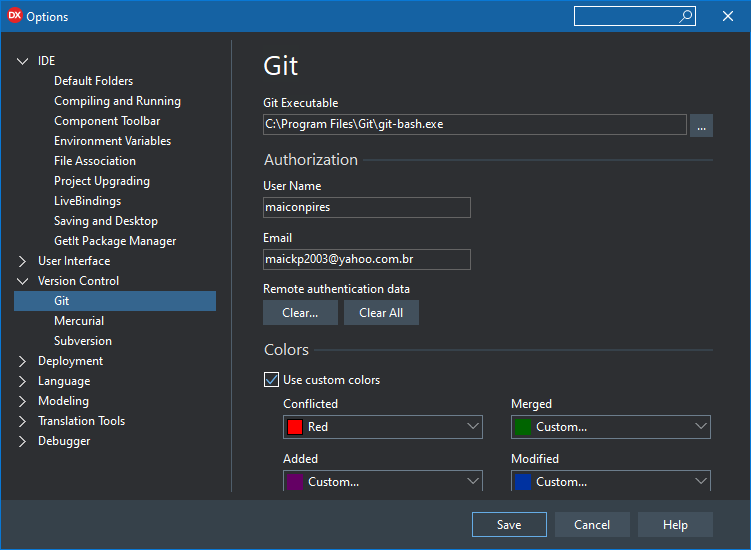 DX Options
IDE
Default Folders
Compiling and Running
Component Toolbar
Environment Variables
File Association
Project Upgrading
LiveBindings
Saving and Desktop
GetIt Package Manager
User Interface
Version Control
Git
Mercurial
Subversion
Deployment
Language
Modeling
Translation Tools
Debugger
Git
Git Executable
C:\Program Files\Git\git-bash.exe ...
Authorization
User Name
maiconpires
Email
maickp2003@yahoo.com.br
Remote authentication data
Clear... Clear All
Colors
Use custom colors
Conflicted Merged
Red Custom...
Added Modified
Custom... Custom...
Save Cancel Help